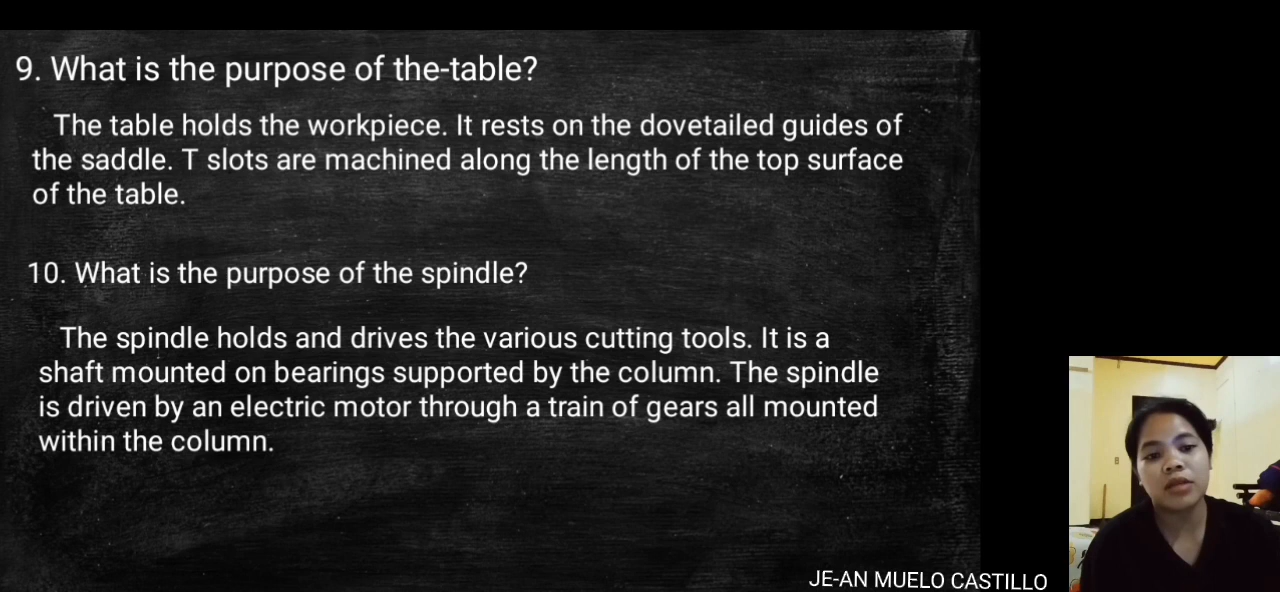 9. What is the purpose of the-table?
The table holds the workpiece. It rests on the dovetailed guides of
the saddle. T slots are machined along the length of the top surface
of the table.
10. What is the purpose of the spindle?
The spindle holds and drives the various cutting tools. It is a
shaft mounted on bearings supported by the column. The spindle
is driven by an electric motor through a train of gears all mounted
within the column.
JE-AN MUELO CASTILLO